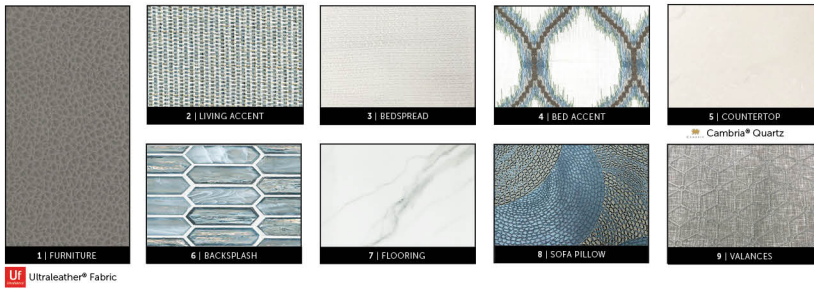 2 | LIVING ACCENT
3 | BEDSPREAD
4 | BED ACCENT
5 | COUNTERTOP
Cambria® Quartz
1 | FURNITURE
6 | BACKSPLASH
7 | FLOORING
8 | SOFA PILLOW
9 | VALANCES
Uf
Ultraleather® Fabric